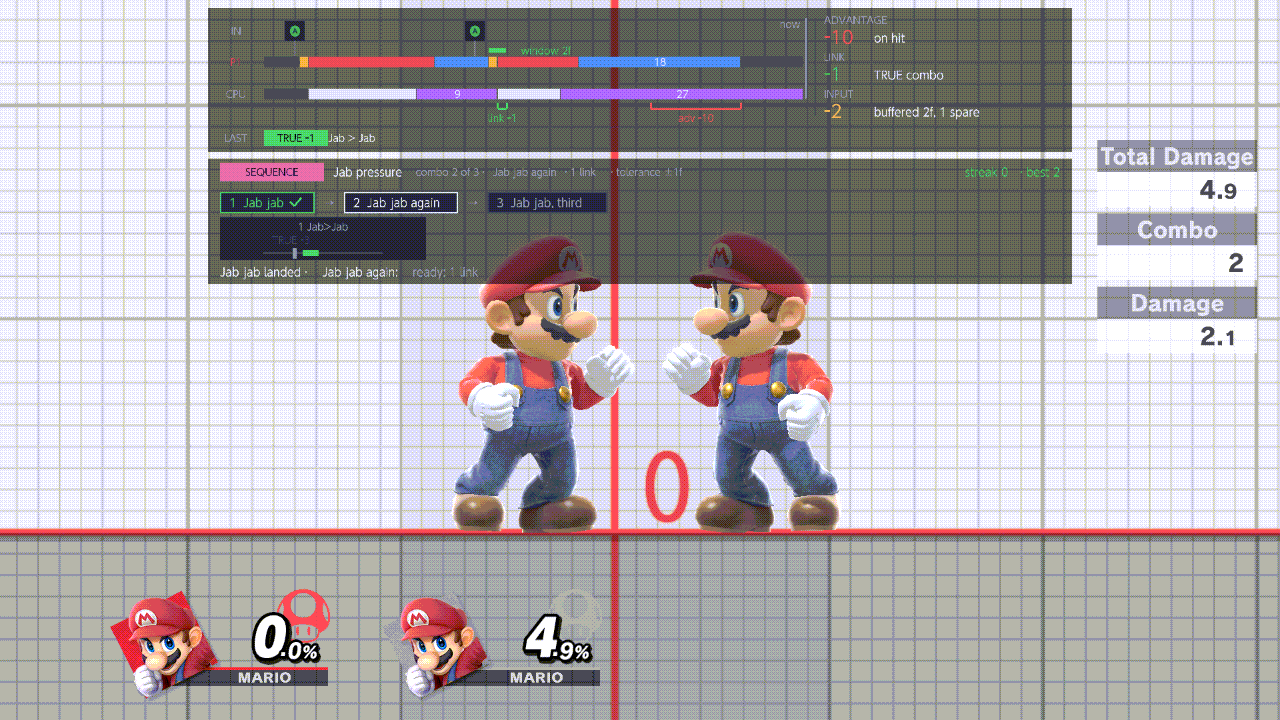 IN
A
A
now
window 2f
P1
18
CPU
9
27
link -1
adv -10
LAST
TRUE -1
Jab > Jab
ADVANTAGE
-10 on hit
LINK
-1 TRUE combo
INPUT
-2 buffered 2f, 1 spare
SEQUENCE
Jab pressure
combo 2 of 3 · Jab jab again · 1 link · tolerance ±1f
streak 0 · best 2
1 Jab jab ✓ → 2 Jab jab again → 3 Jab jab, third
1 Jab>Jab
Jab jab landed · Jab jab again: ready: 1 link
Total Damage
4.9
Combo
2
Damage
2.1
0
0.0%
MARIO
4.9%
MARIO